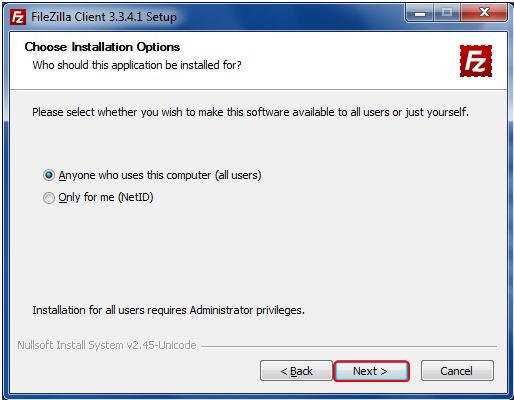 FileZilla Client 3.3.4.1 Setup
Choose Installation Options
Who should this application be installed for?
Fz
Please select whether you wish to make this software available to all users or just yourself.
Anyone who uses this computer (all users)
Only for me (NetID)
Installation for all users requires Administrator privileges.
Nullsoft Install System v2.45-Unicode
< Back Next > Cancel